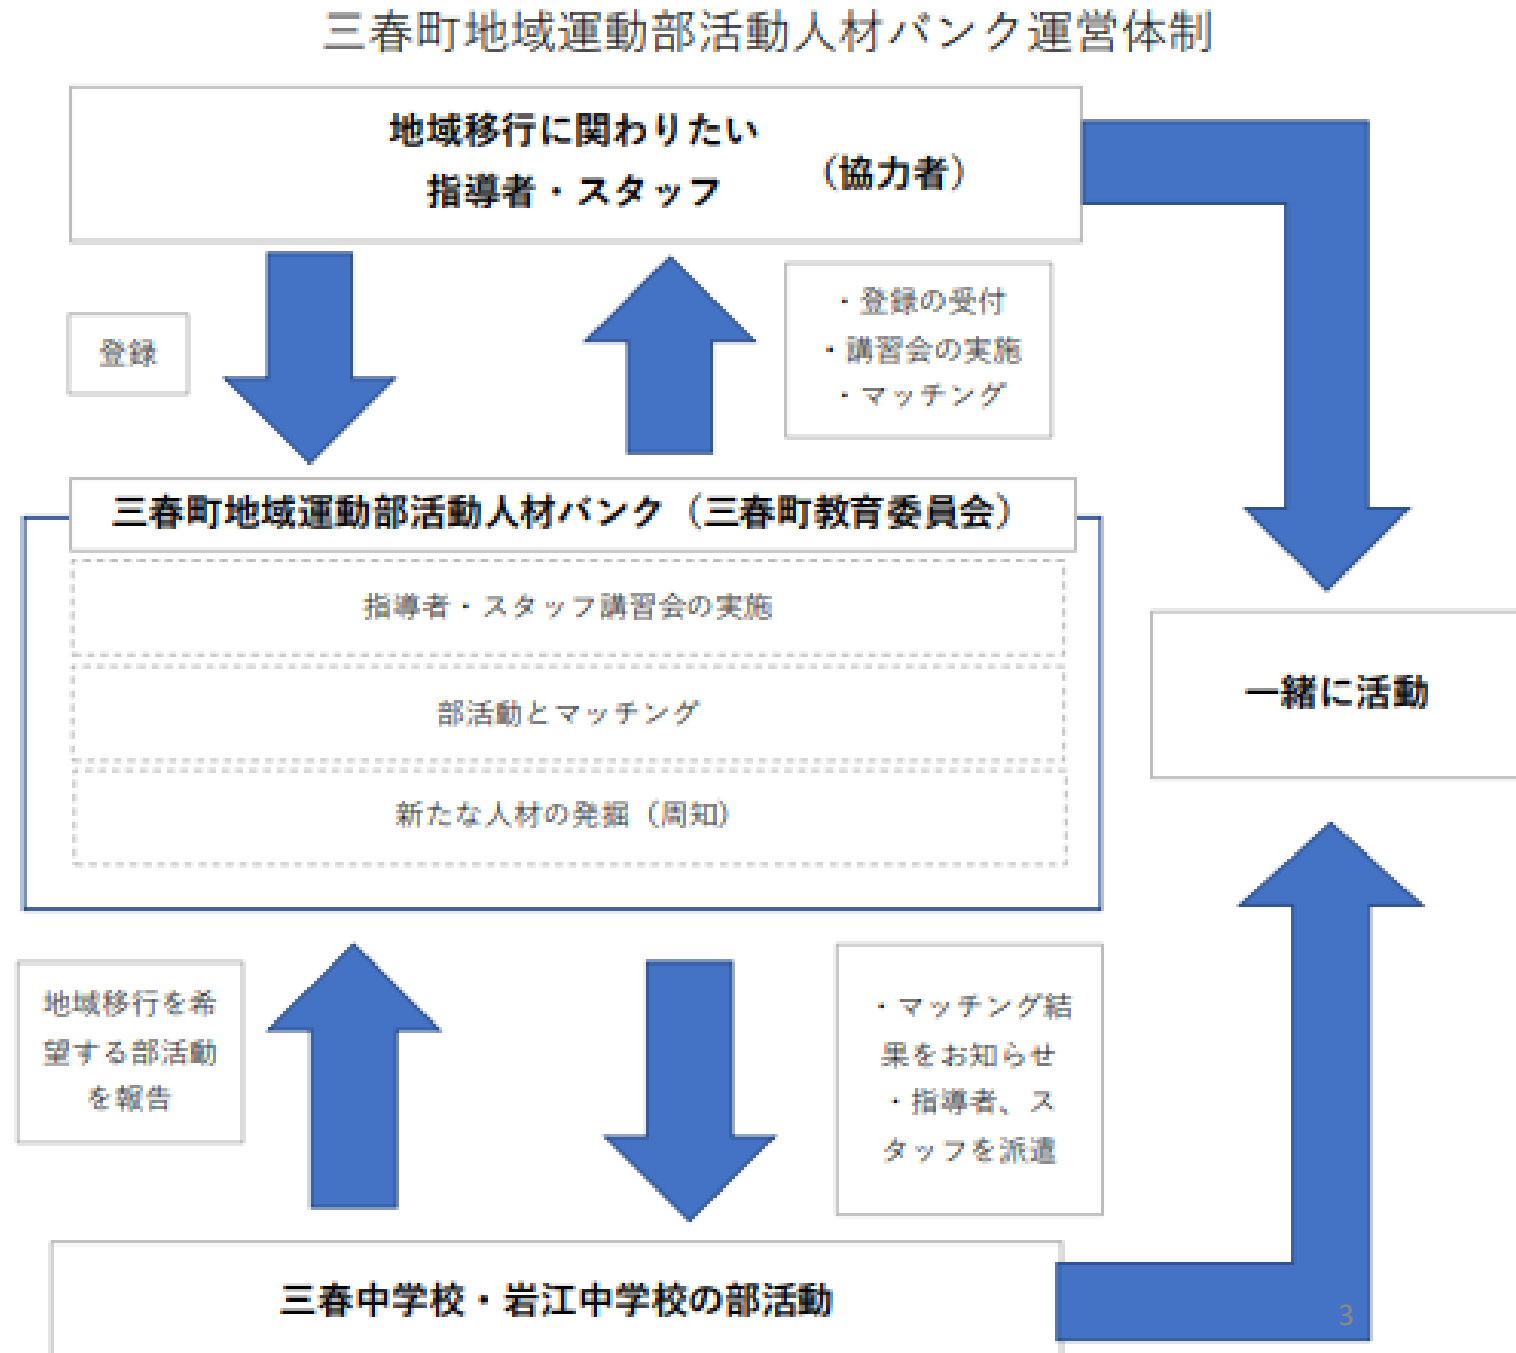 三春町地域運動部活動人材バンク運営体制
地域移行に関わりたい
指導者・スタッフ
（協力者）
登録
・登録の受付
・講習会の実施
・マッチング
三春町地域運動部活動人材バンク（三春町教育委員会）
指導者・スタッフ講習会の実施
部活動とマッチング
新たな人材の発掘（周知）
一緒に活動
地域移行を希
望する部活動
を報告
・マッチング結
果をお知らせ
・指導者、ス
タッフを派遣
三春中学校・岩江中学校の部活動
3